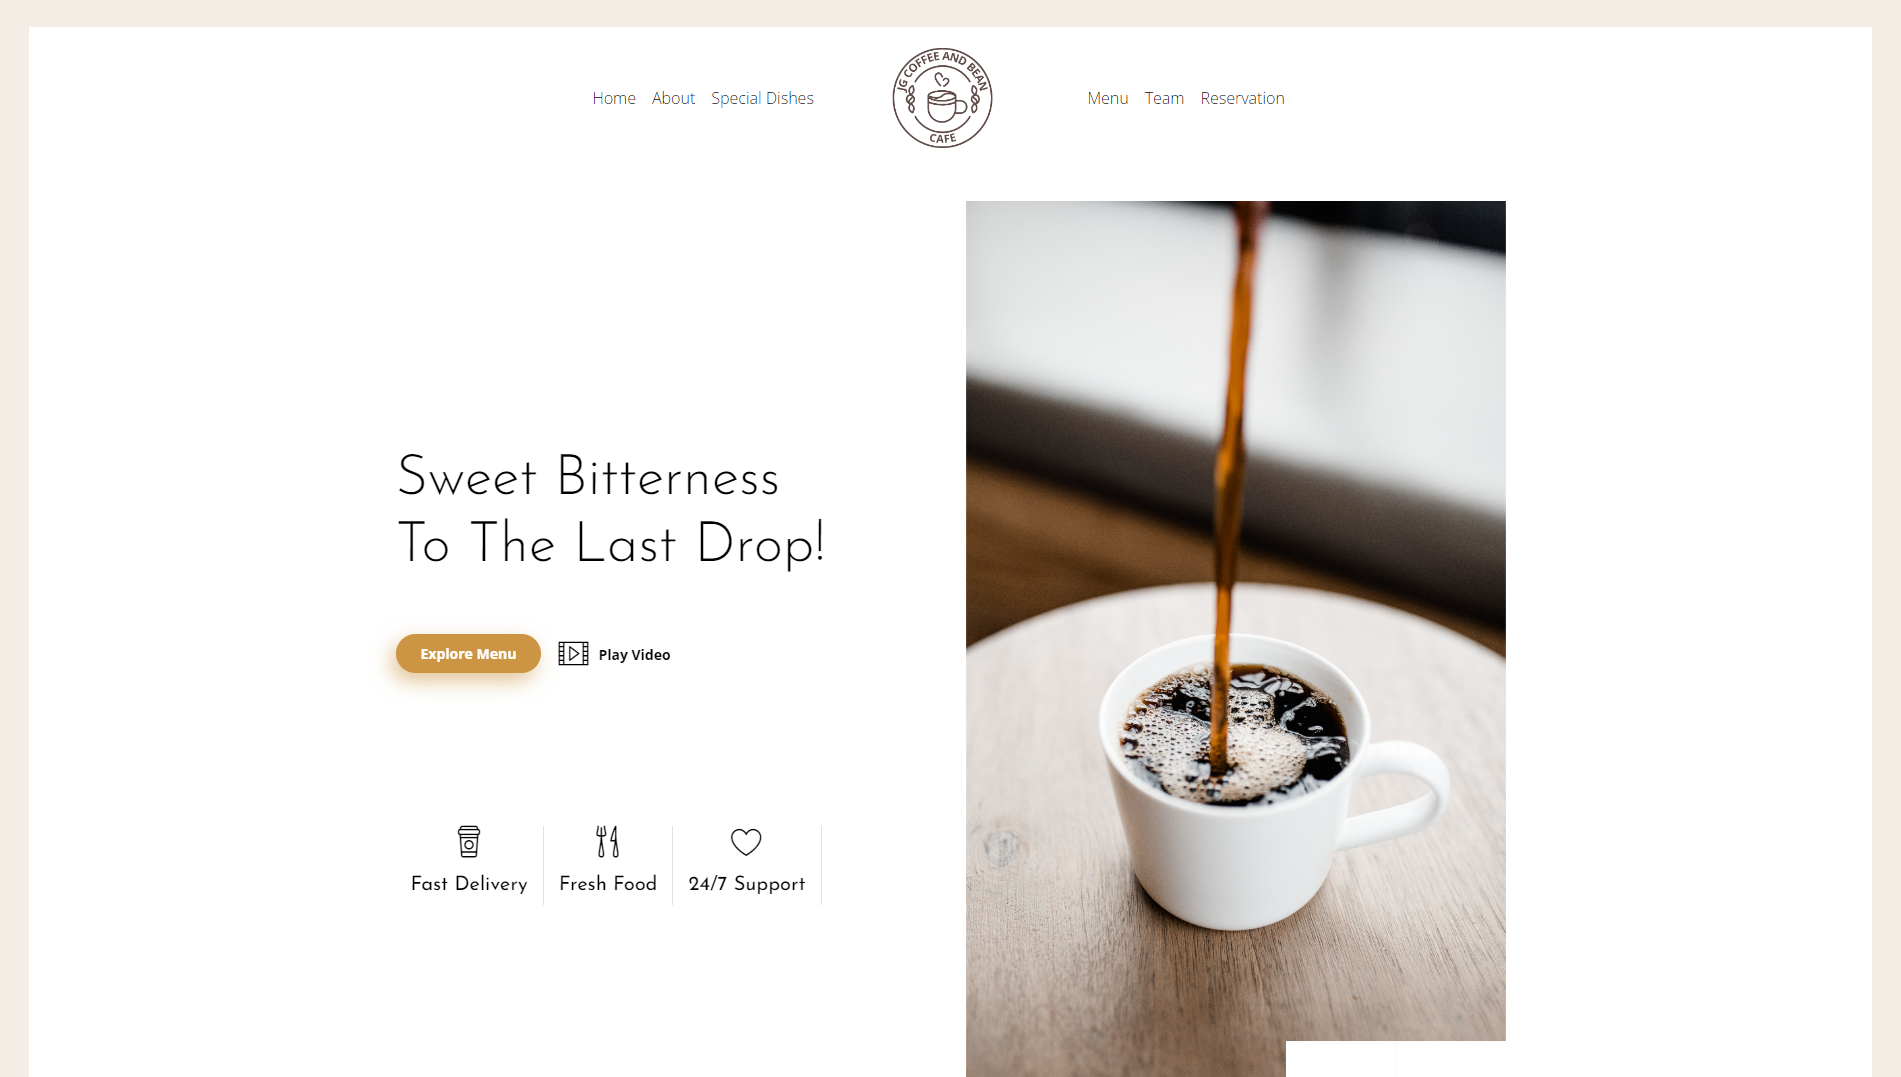 Home About Special Dishes
JG COFFEE AND BEAN
CAFE
Menu Team Reservation
Sweet Bitterness
To The Last Drop!
Explore Menu
Play Video
Fast Delivery
Fresh Food
24/7 Support